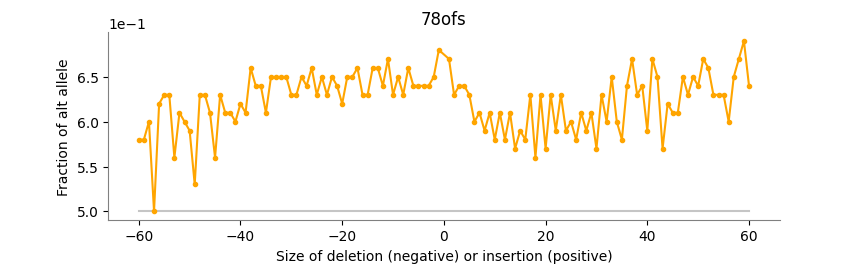 78ofs
1e−1
Fraction of alt allele
6.5
6.0
5.5
5.0
−60 −40 −20 0 20 40 60
Size of deletion (negative) or insertion (positive)